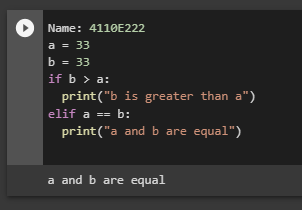 Name: 4110E222
a = 33
b = 33
if b > a:
  print("b is greater than a")
elif a == b:
  print("a and b are equal")
a and b are equal